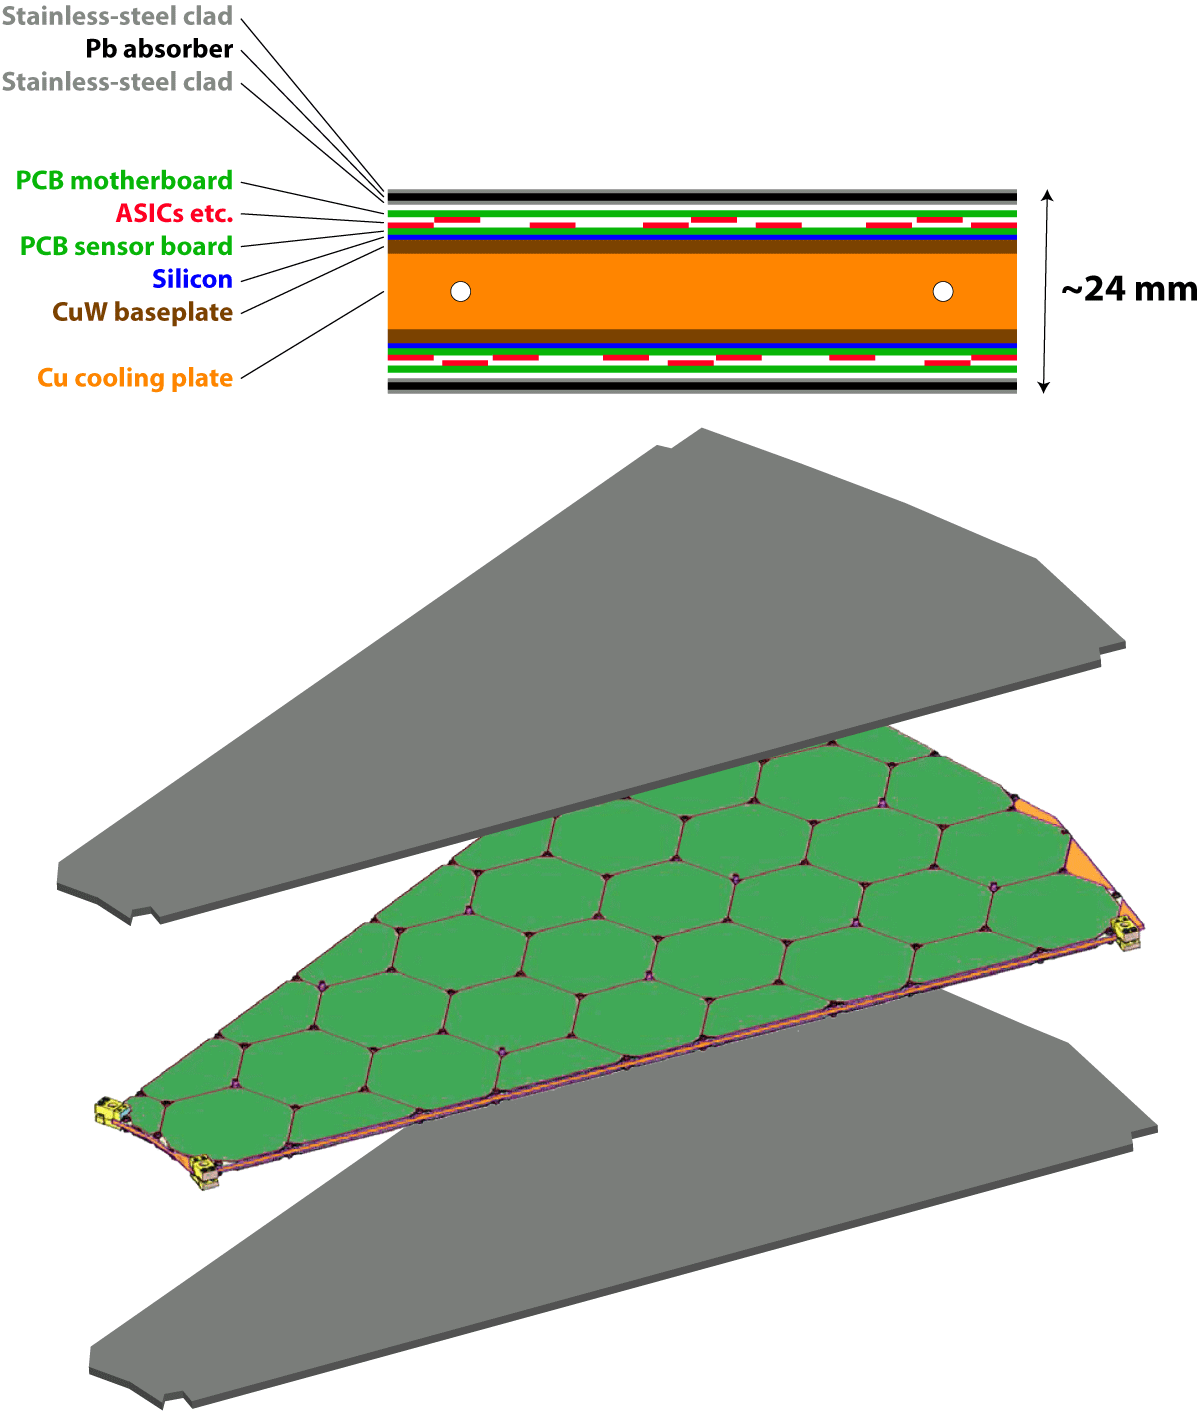 Stainless-steel clad
Pb absorber
Stainless-steel clad
PCB motherboard
ASICs etc.
PCB sensor board
Silicon
CuW baseplate
Cu cooling plate
~24 mm